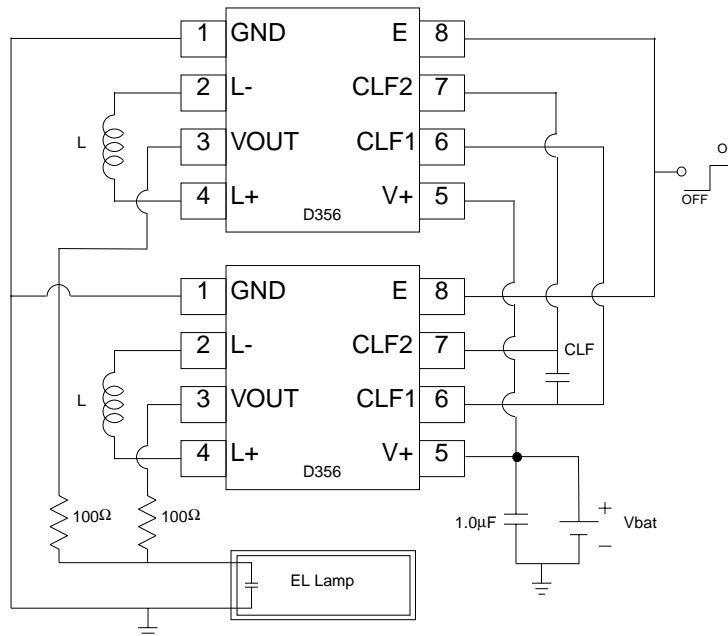 1 GND E 8
2 L- CLF2 7
L
3 VOUT CLF1 6
4 L+ V+ 5
D356
O
OFF
1 GND E 8
2 L- CLF2 7
CLF
L
3 VOUT CLF1 6
4 L+ V+ 5
D356
100Ω 100Ω 1.0µF + Vbat −
EL Lamp